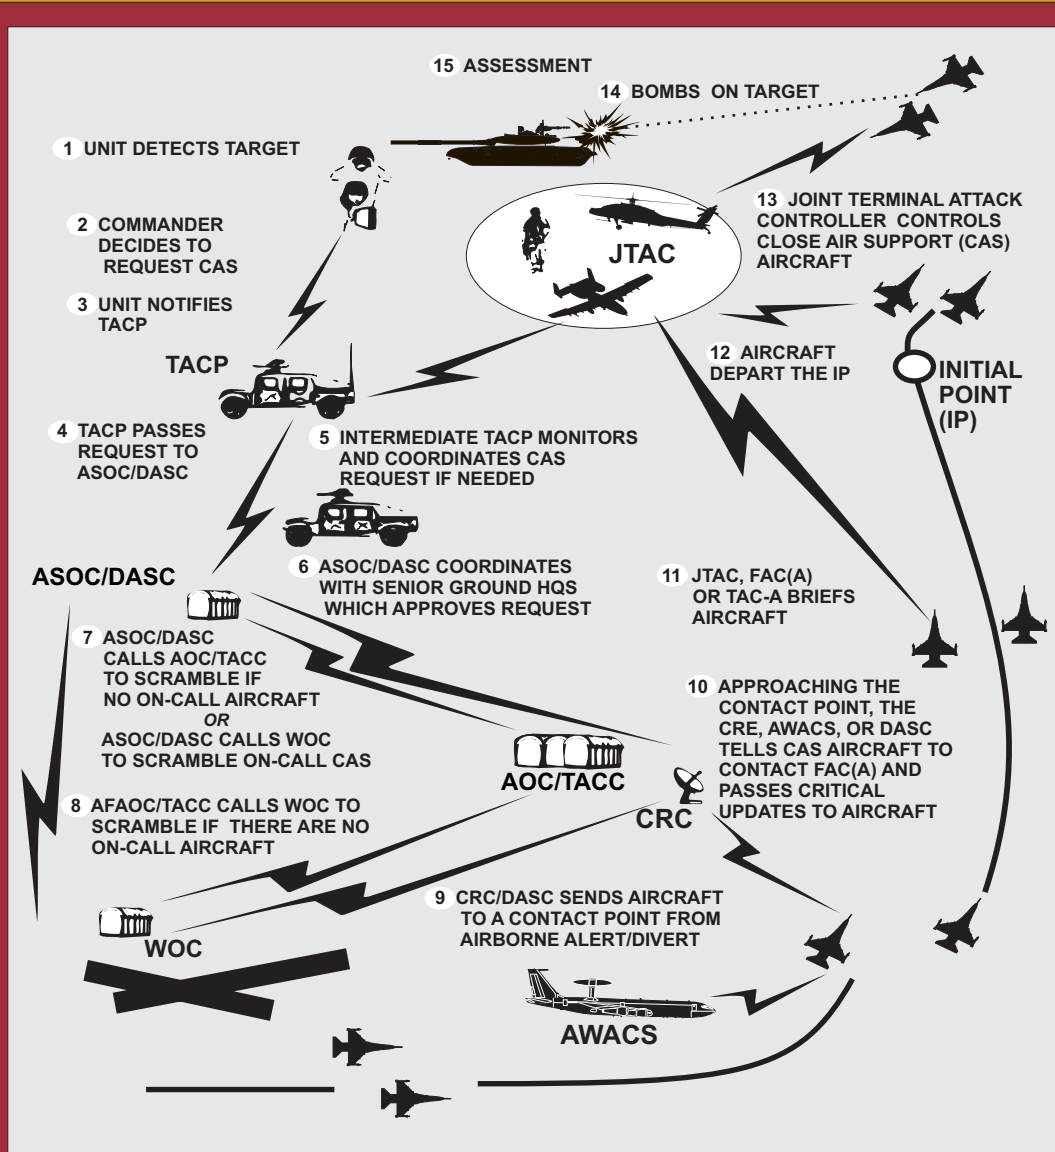 15 ASSESSMENT
14 BOMBS ON TARGET
1 UNIT DETECTS TARGET
2 COMMANDER
DECIDES TO
REQUEST CAS
3 UNIT NOTIFIES
TACP
TACP
JTAC
13 JOINT TERMINAL ATTACK
CONTROLLER CONTROLS
CLOSE AIR SUPPORT (CAS)
AIRCRAFT
12 AIRCRAFT
DEPART THE IP
INITIAL
POINT
(IP)
4 TACP PASSES
REQUEST TO
ASOC/DASC
5 INTERMEDIATE TACP MONITORS
AND COORDINATES CAS
REQUEST IF NEEDED
ASOC/DASC
6 ASOC/DASC COORDINATES
WITH SENIOR GROUND HQS
WHICH APPROVES REQUEST
11 JTAC, FAC(A)
OR TAC-A BRIEFS
AIRCRAFT
7 ASOC/DASC
CALLS AOC/TACC
TO SCRAMBLE IF
NO ON-CALL AIRCRAFT
OR
ASOC/DASC CALLS WOC
TO SCRAMBLE ON-CALL CAS
10 APPROACHING THE
CONTACT POINT, THE
CRE, AWACS, OR DASC
TELLS CAS AIRCRAFT TO
CONTACT FAC(A) AND
PASSES CRITICAL
UPDATES TO AIRCRAFT
AOC/TACC
CRC
8 AFAOC/TACC CALLS WOC TO
SCRAMBLE IF THERE ARE NO
ON-CALL AIRCRAFT
9 CRC/DASC SENDS AIRCRAFT
TO A CONTACT POINT FROM
AIRBORNE ALERT/DIVERT
WOC
AWACS